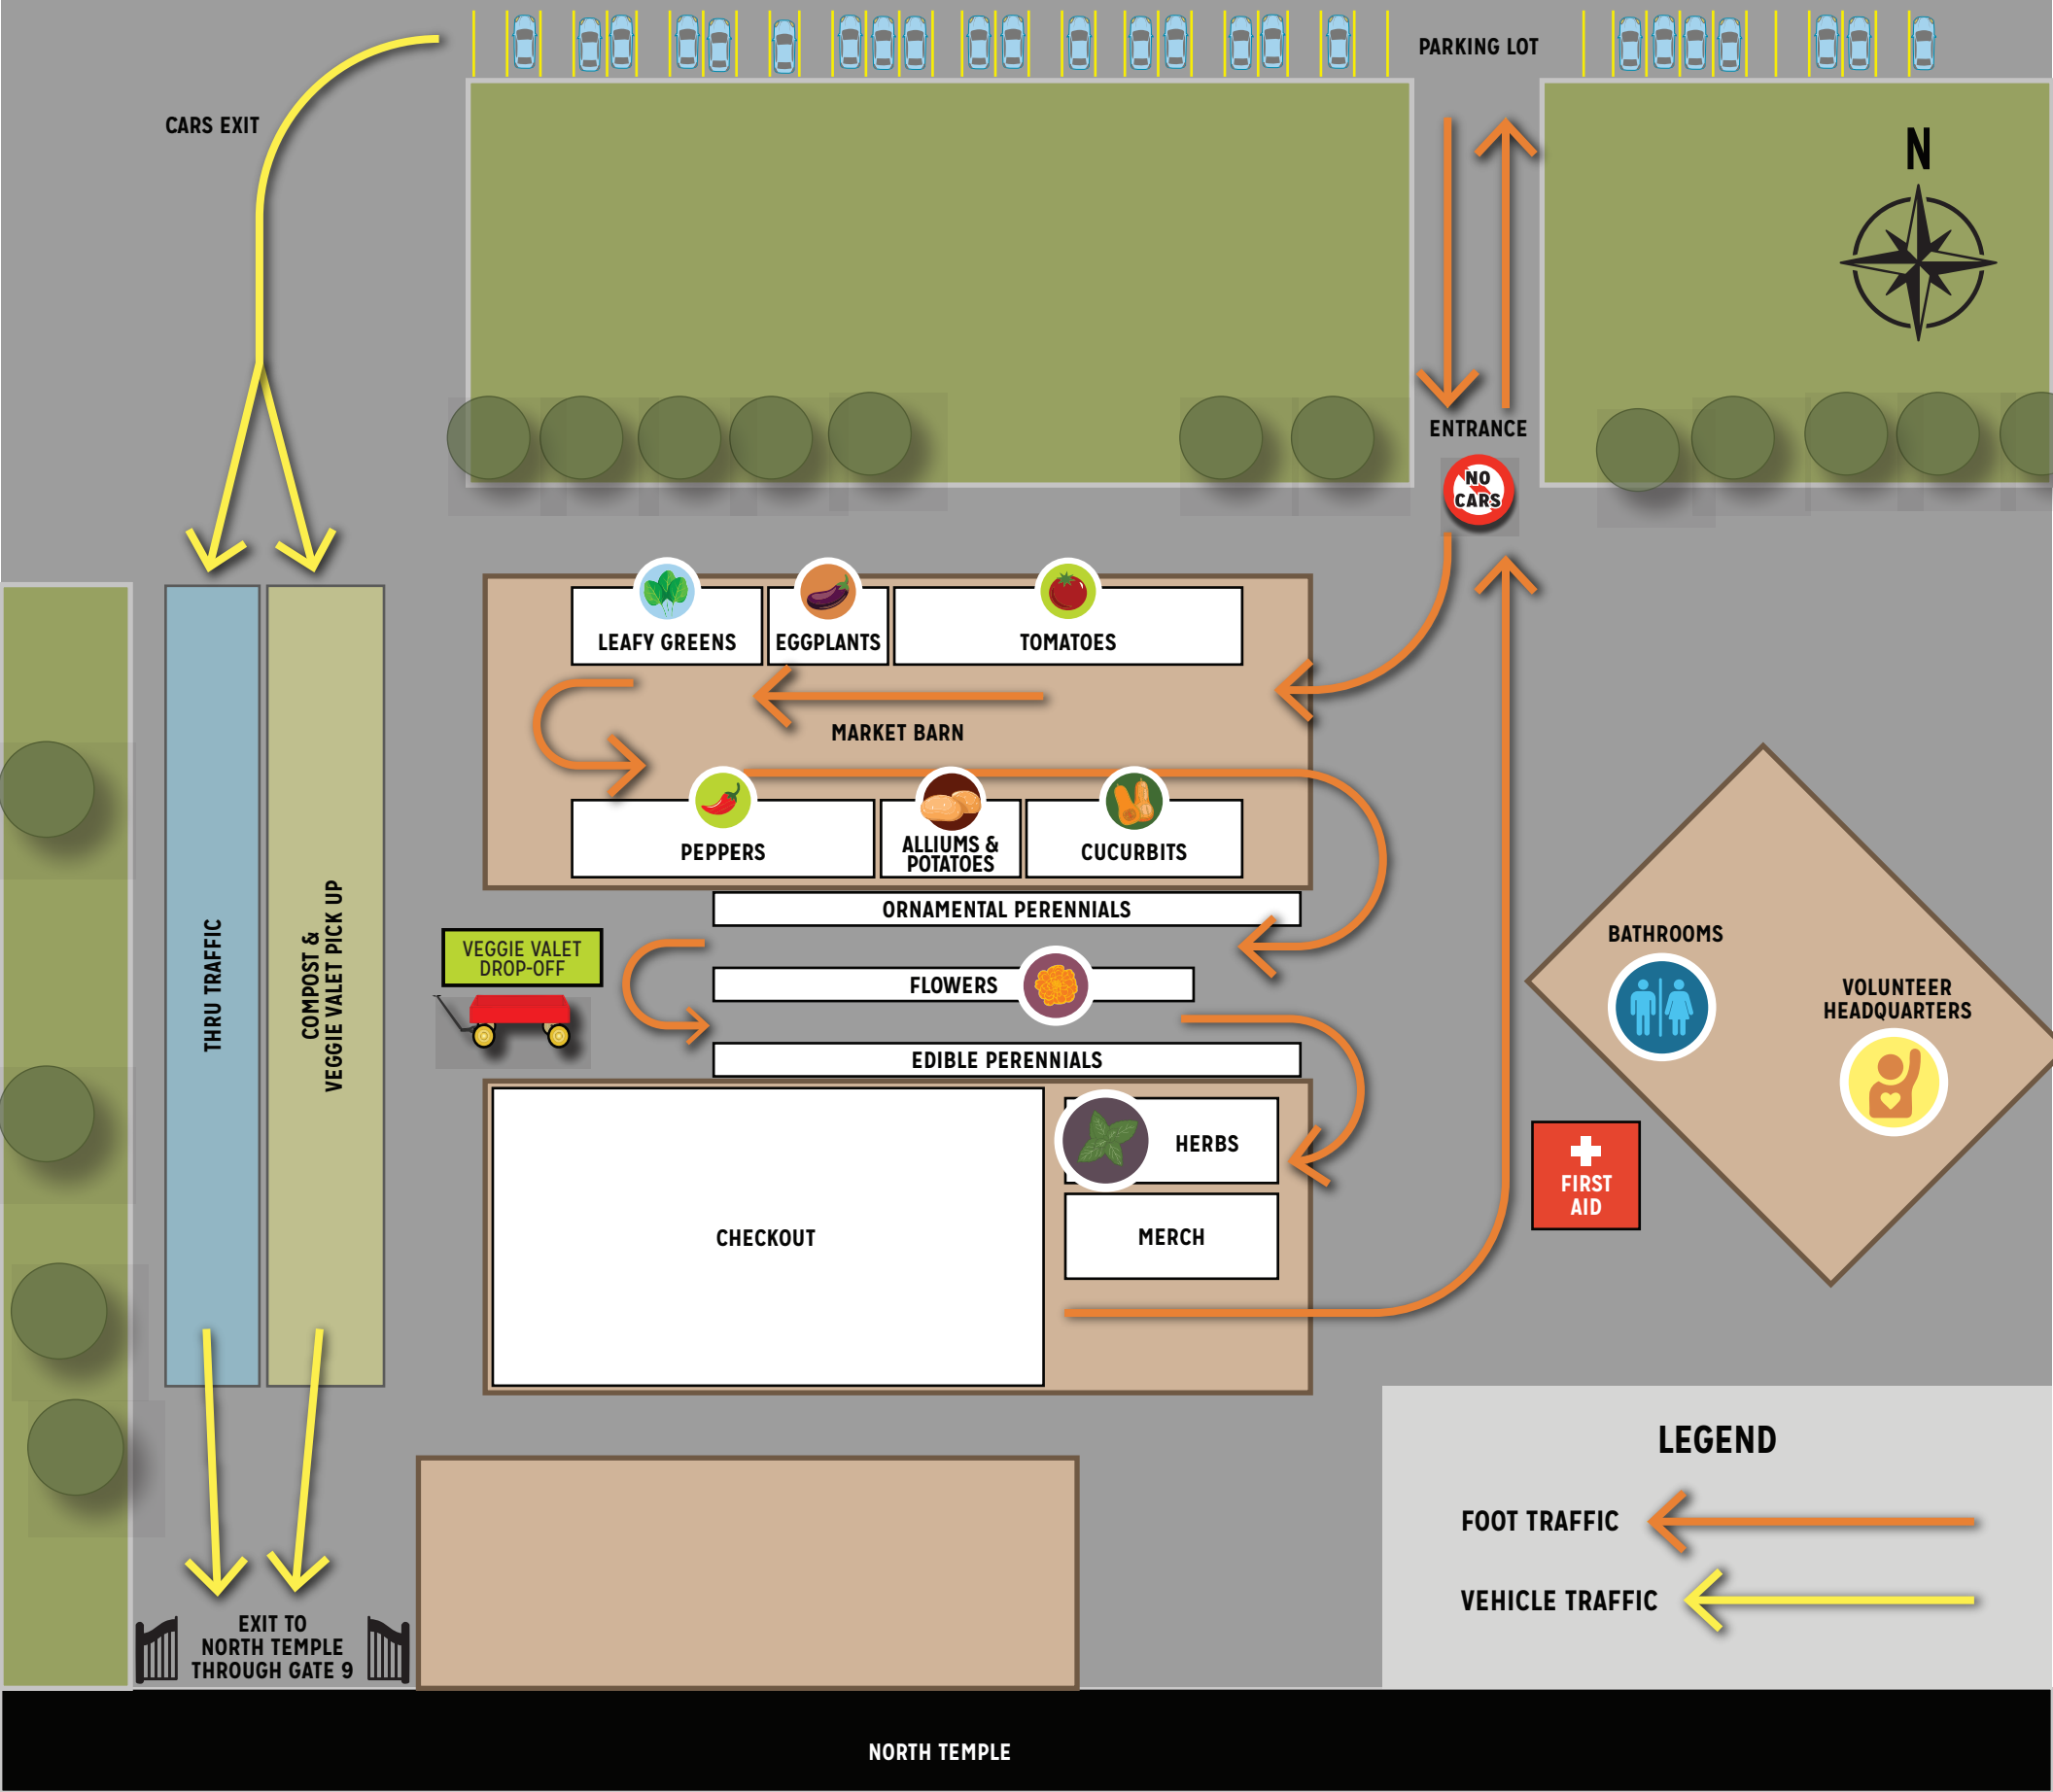 PARKING LOT
CARS EXIT
N
ENTRANCE
NO
CARS
LEAFY GREENS
EGGPLANTS
TOMATOES
MARKET BARN
PEPPERS
ALLIUMS &
POTATOES
CUCURBITS
ORNAMENTAL PERENNIALS
VEGGIE VALET
DROP-OFF
FLOWERS
EDIBLE PERENNIALS
THRU TRAFFIC
COMPOST &
VEGGIE VALET PICK UP
BATHROOMS
VOLUNTEER
HEADQUARTERS
HERBS
MERCH
CHECKOUT
FIRST
AID
LEGEND
FOOT TRAFFIC
VEHICLE TRAFFIC
EXIT TO
NORTH TEMPLE
THROUGH GATE 9
NORTH TEMPLE